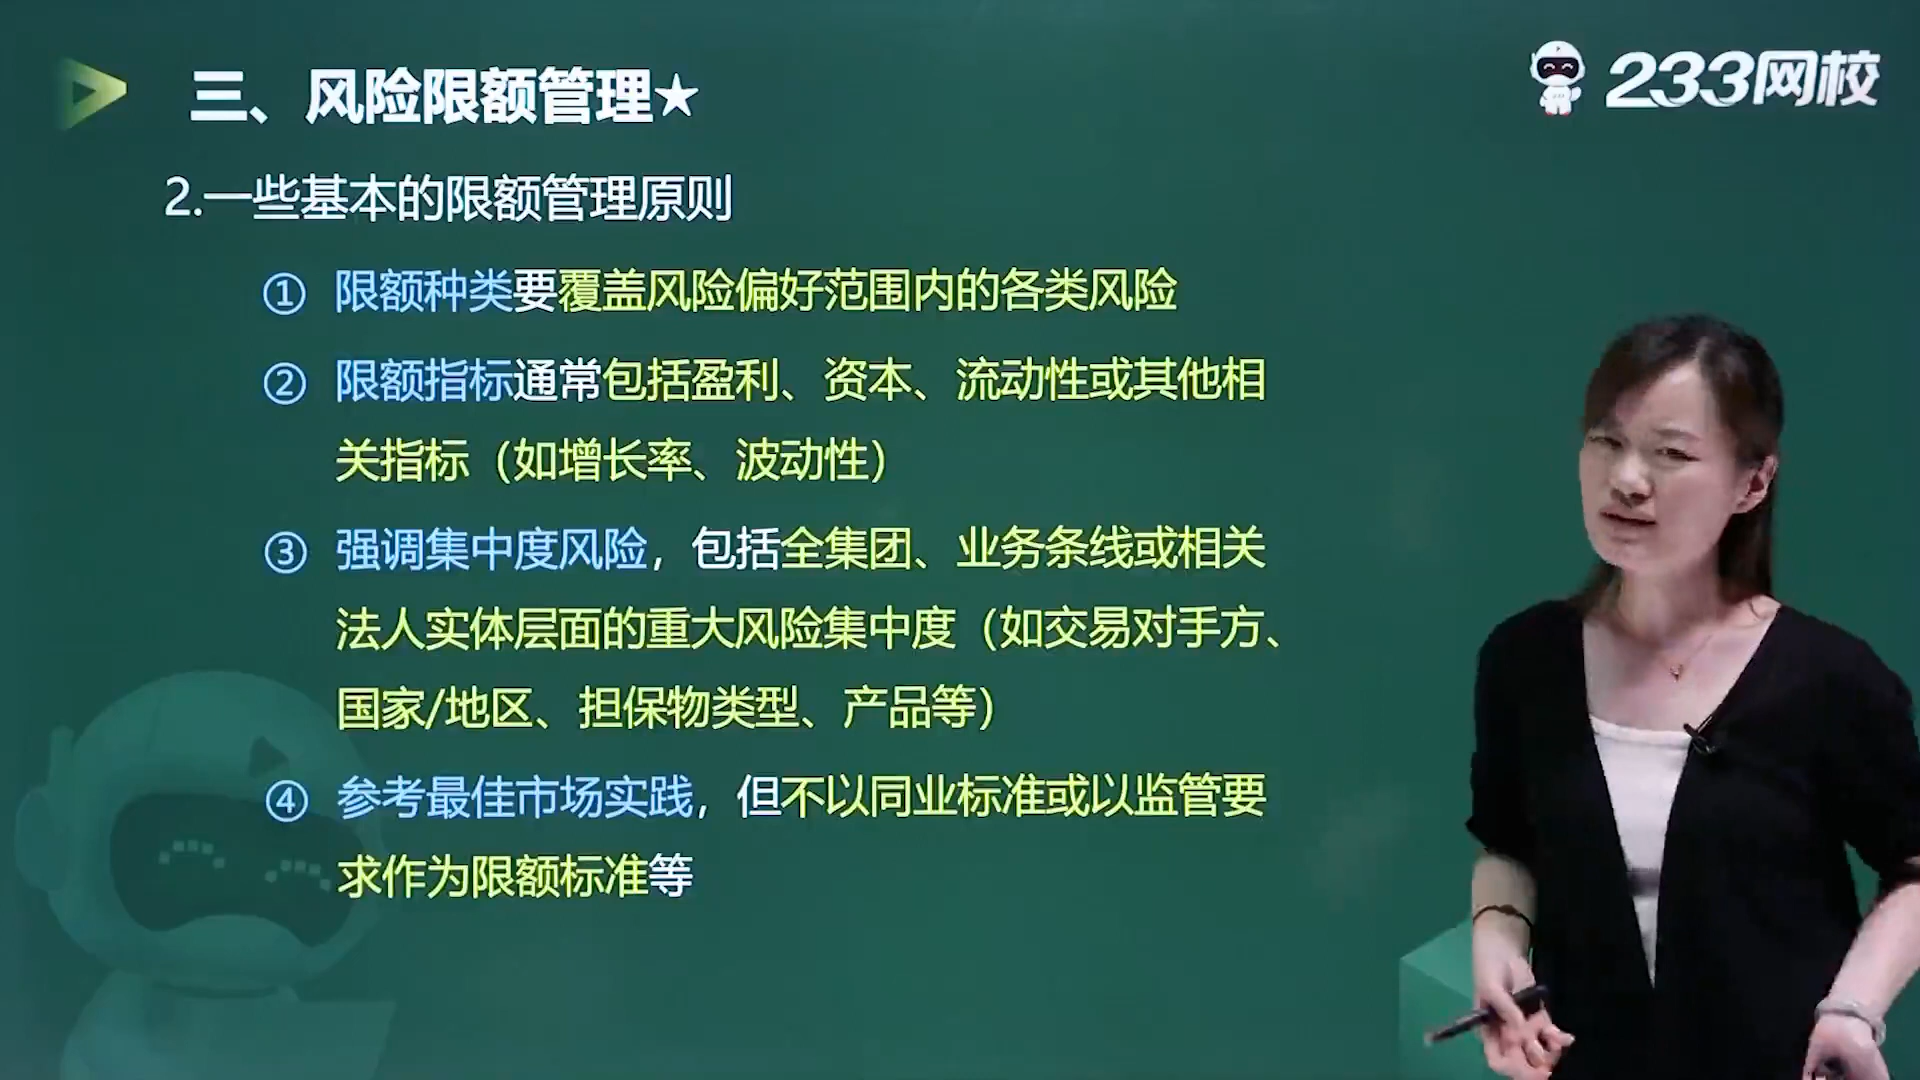 三、风险限额管理★
233网校
2.一些基本的限额管理原则
① 限额种类要覆盖风险偏好范围内的各类风险
② 限额指标通常包括盈利、资本、流动性或其他相
关指标（如增长率、波动性）
③ 强调集中度风险，包括全集团、业务条线或相关
法人实体层面的重大风险集中度（如交易对手方、
国家/地区、担保物类型、产品等）
④ 参考最佳市场实践，但不以同业标准或以监管要
求作为限额标准等